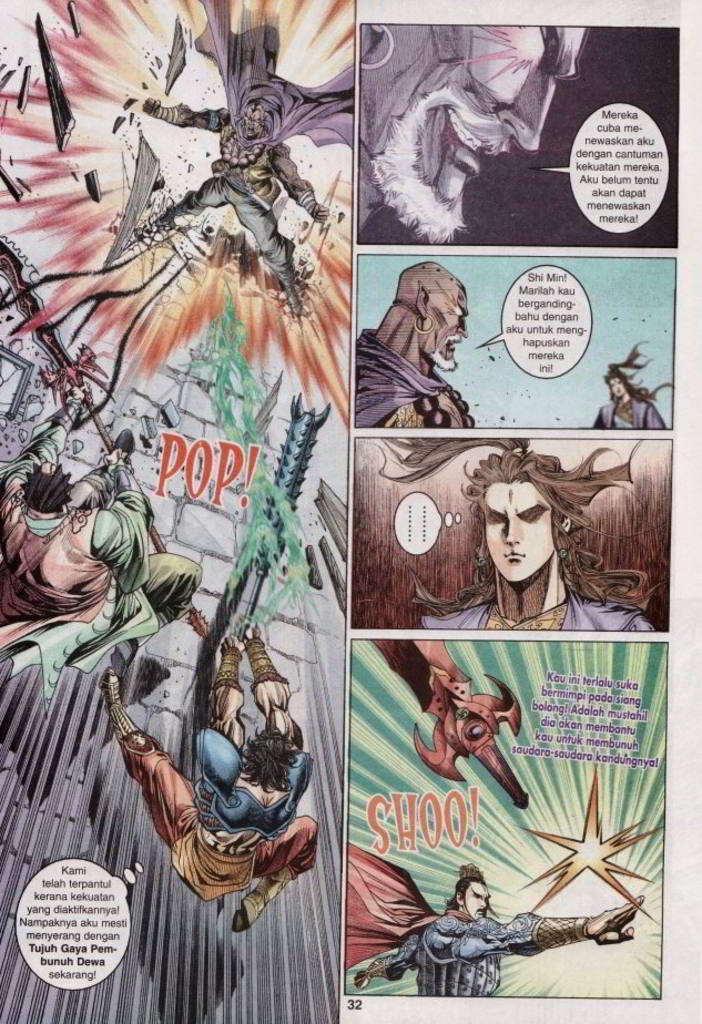 POP!
Kami
telah terpantul
kerana kekuatan
yang diaktifkannya!
Nampaknya aku mesti
menyerang dengan
Tujuh Gaya Pem-
bunuh Dewa
sekarang!
Mereka
cuba me-
newaskan aku
dengan cantuman
kekuatan mereka.
Aku belum tentu
akan dapat
menewaskan
mereka!
Shi Min!
Marilah kau
berganding-
bahu dengan
aku untuk meng-
hapuskan
mereka
ini!
Kau ini terlalu suka
bermimpi pada siang
bolong! Adalah mustahil
dia akan membantu
kau untuk membunuh
saudara-saudara kandungnya!
SHOO!
32